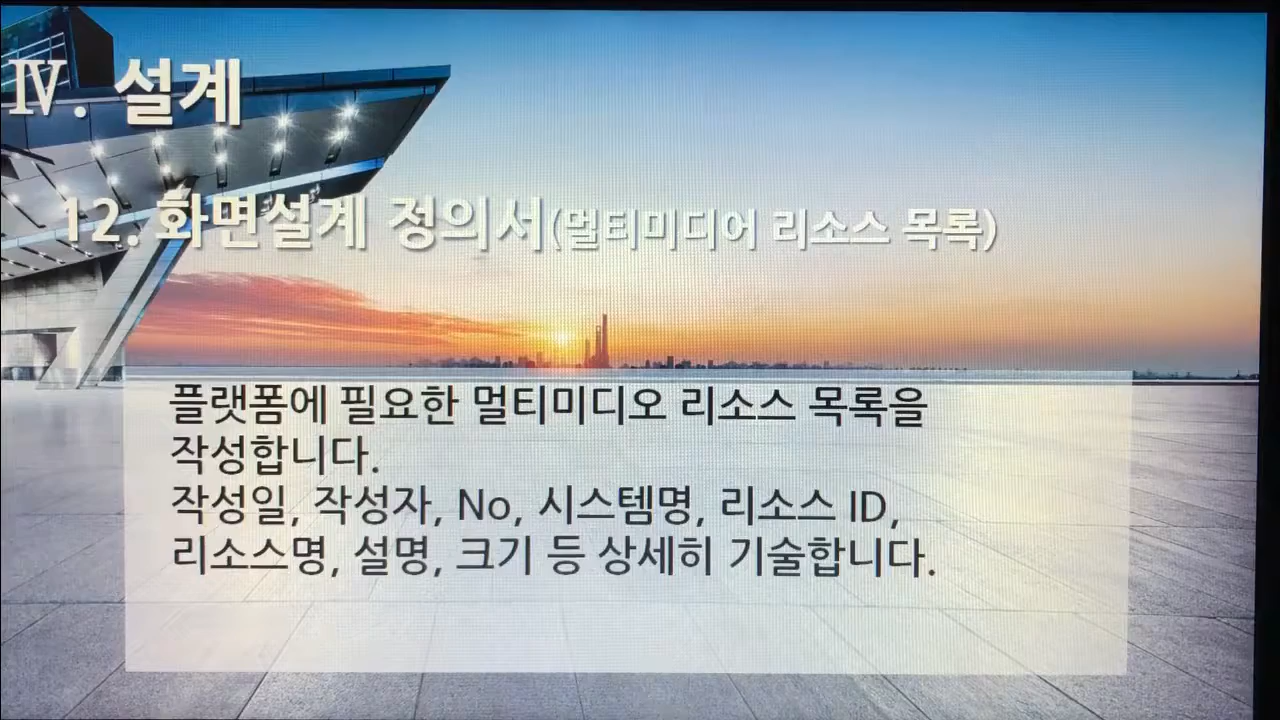 Ⅳ. 설계
12. 화면설계 정의서(멀티미디어 리소스 목록)
플랫폼에 필요한 멀티미디오 리소스 목록을
작성합니다.
작성일, 작성자, No, 시스템명, 리소스 ID,
리소스명, 설명, 크기 등 상세히 기술합니다.